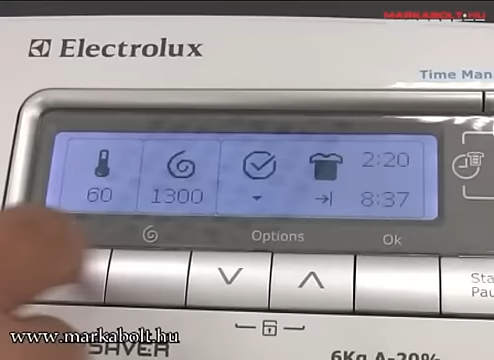 MARKABOLT.HU
Electrolux
Time Man
60 1300 2:20
8:37
Options Ok
Sta
Pau
www.markabolt.hu
SAVER
6Kg A-20%